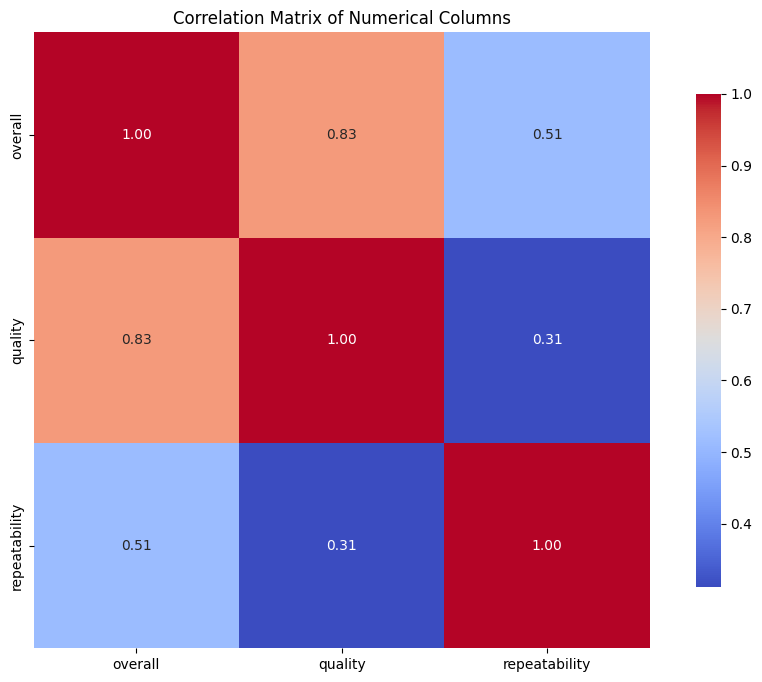 Correlation Matrix of Numerical Columns
overall
1.00
0.83
0.51
quality
0.83
1.00
0.31
repeatability
0.51
0.31
1.00
overall
quality
repeatability
1.0
0.9
0.8
0.7
0.6
0.5
0.4